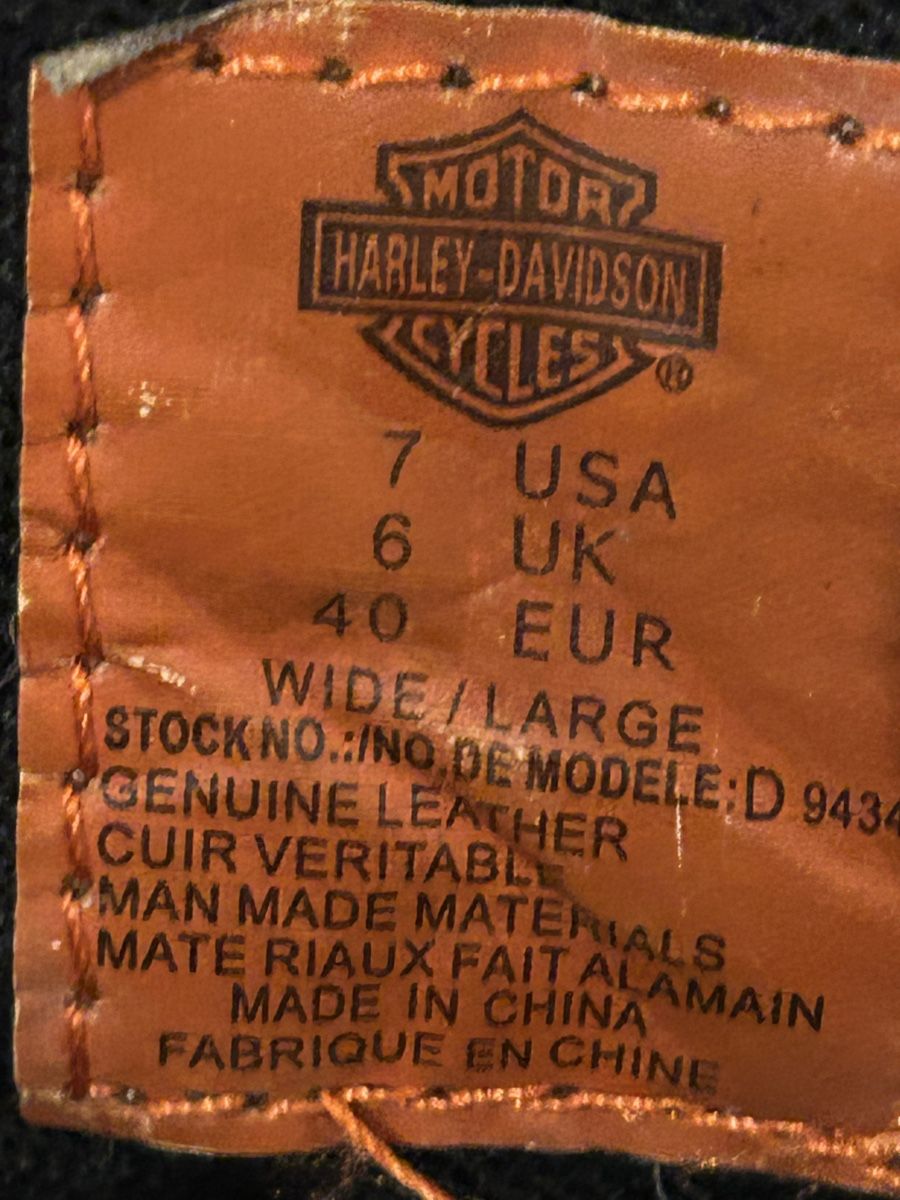 MOTOR
HARLEY-DAVIDSON
CYCLES
®
7 USA
6 UK
40 EUR
WIDE / LARGE
STOCK NO.:/NO.DE MODELE: D 9434
GENUINE LEATHER
CUIR VERITABLE
MAN MADE MATERIALS
MATE RIAUX FAIT ALAMAIN
MADE IN CHINA
FABRIQUE EN CHINE